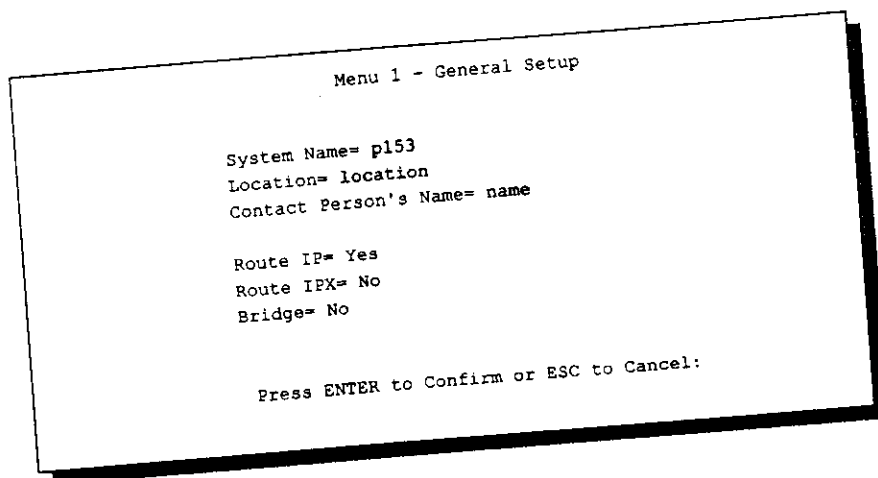 Menu 1 - General Setup
System Name= p153
Location= location
Contact Person's Name= name
Route IP= Yes
Route IPX= No
Bridge= No
Press ENTER to Confirm or ESC to Cancel: